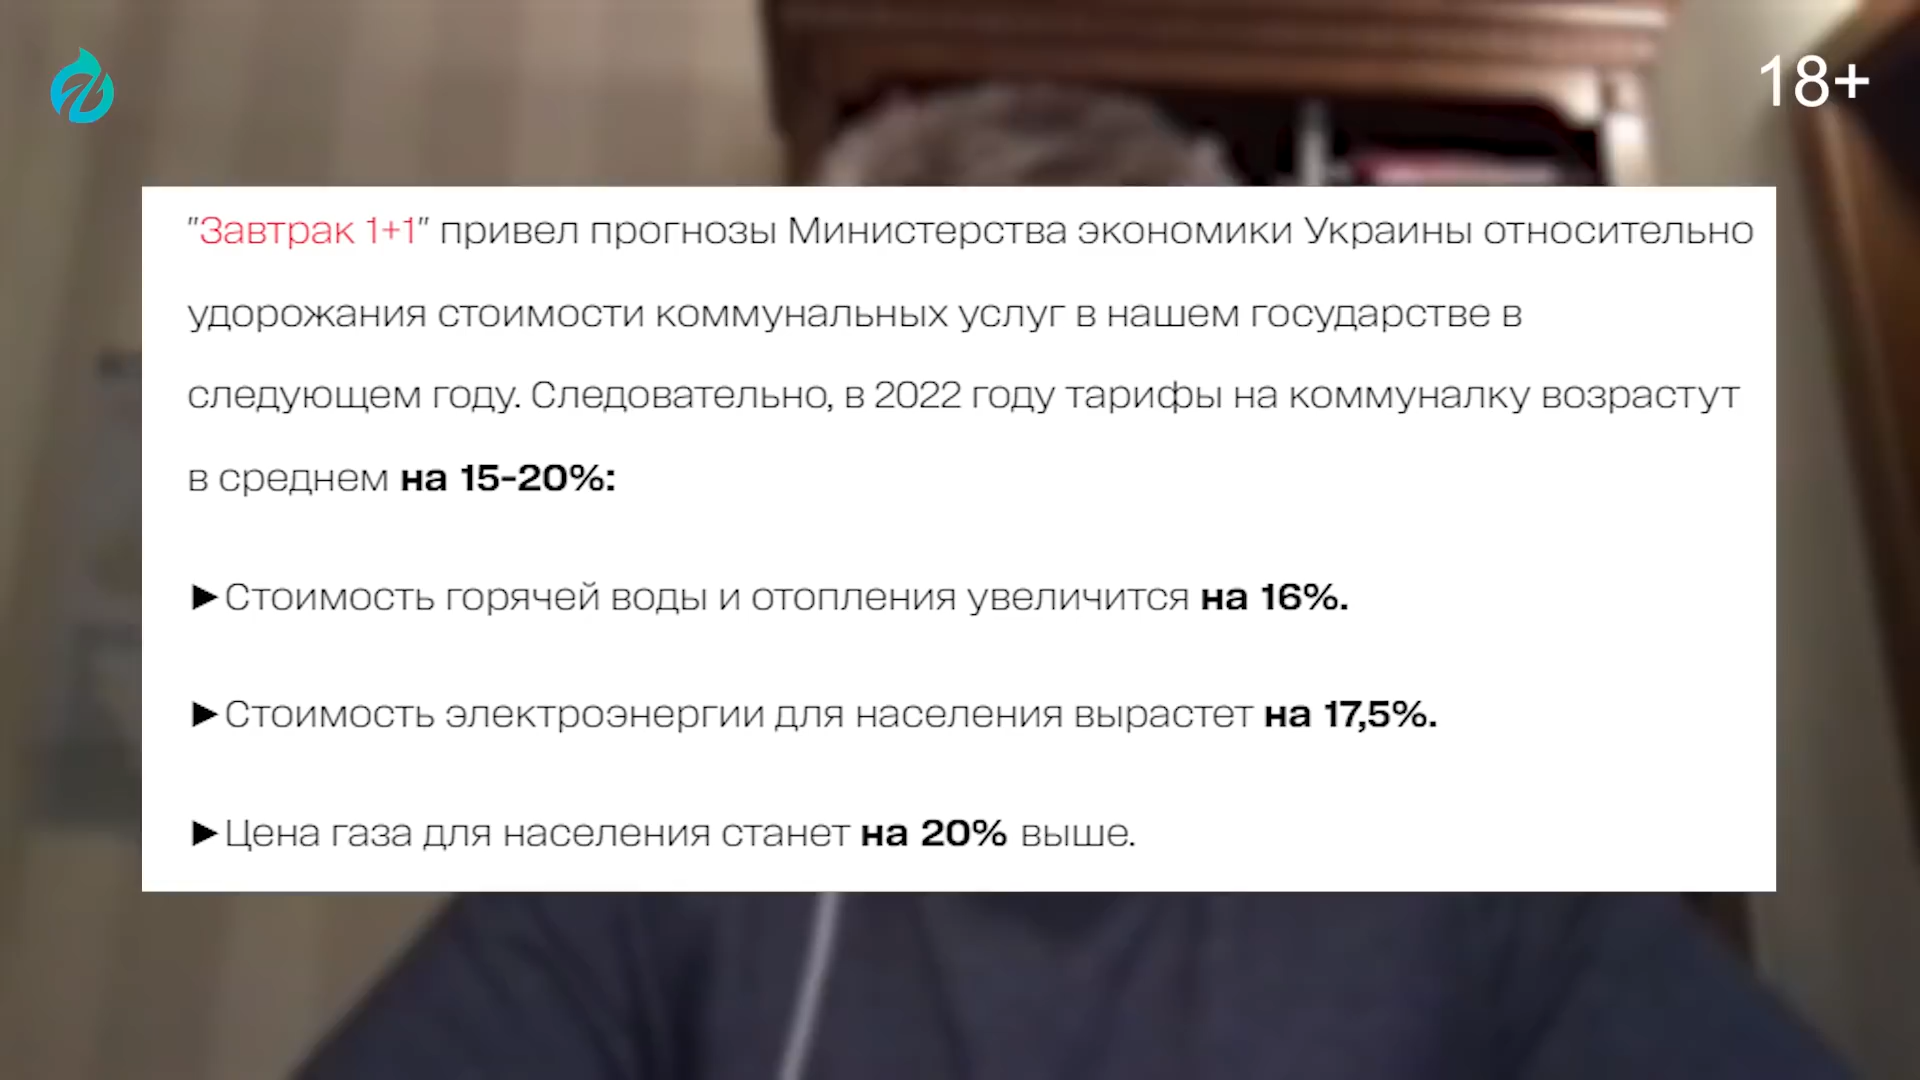 18+
"Завтрак 1+1" привел прогнозы Министерства экономики Украины относительно
удорожания стоимости коммунальных услуг в нашем государстве в
следующем году. Следовательно, в 2022 году тарифы на коммуналку возрастут
в среднем на 15-20%:
►Стоимость горячей воды и отопления увеличится на 16%.
►Стоимость электроэнергии для населения вырастет на 17,5%.
►Цена газа для населения станет на 20% выше.